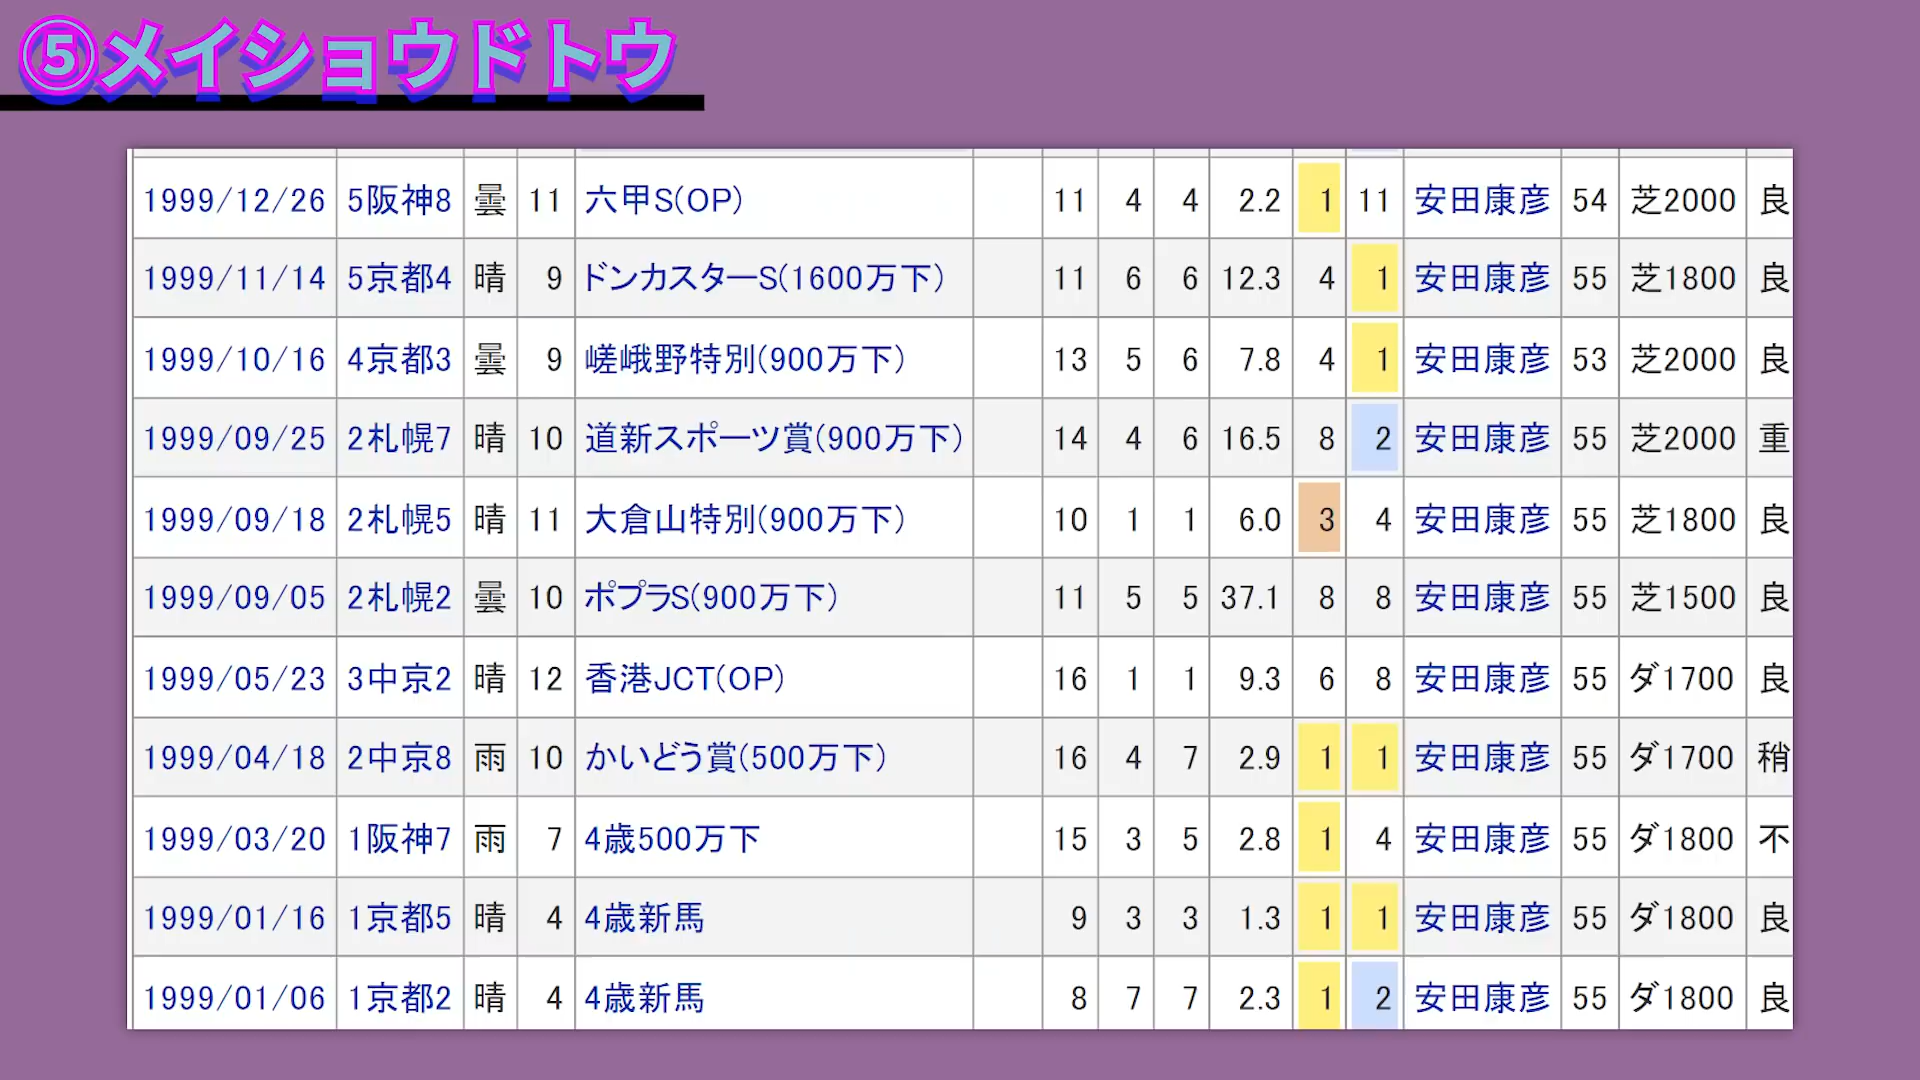 ⑤メイショウドトウ
1999/12/26 5阪神8 曇 11 六甲S(OP) 11 4 4 2.2 1 11 安田康彦 54 芝2000 良
1999/11/14 5京都4 晴 9 ドンカスターS(1600万下) 11 6 6 12.3 4 1 安田康彦 55 芝1800 良
1999/10/16 4京都3 曇 9 嵯峨野特別(900万下) 13 5 6 7.8 4 1 安田康彦 53 芝2000 良
1999/09/25 2札幌7 晴 10 道新スポーツ賞(900万下) 14 4 6 16.5 8 2 安田康彦 55 芝2000 重
1999/09/18 2札幌5 晴 11 大倉山特別(900万下) 10 1 1 6.0 3 4 安田康彦 55 芝1800 良
1999/09/05 2札幌2 曇 10 ポプラS(900万下) 11 5 5 37.1 8 8 安田康彦 55 芝1500 良
1999/05/23 3中京2 晴 12 香港JCT(OP) 16 1 1 9.3 6 8 安田康彦 55 ダ1700 良
1999/04/18 2中京8 雨 10 かいどう賞(500万下) 16 4 7 2.9 1 1 安田康彦 55 ダ1700 稍
1999/03/20 1阪神7 雨 7 4歳500万下 15 3 5 2.8 1 4 安田康彦 55 ダ1800 不
1999/01/16 1京都5 晴 4 4歳新馬 9 3 3 1.3 1 1 安田康彦 55 ダ1800 良
1999/01/06 1京都2 晴 4 4歳新馬 8 7 7 2.3 1 2 安田康彦 55 ダ1800 良